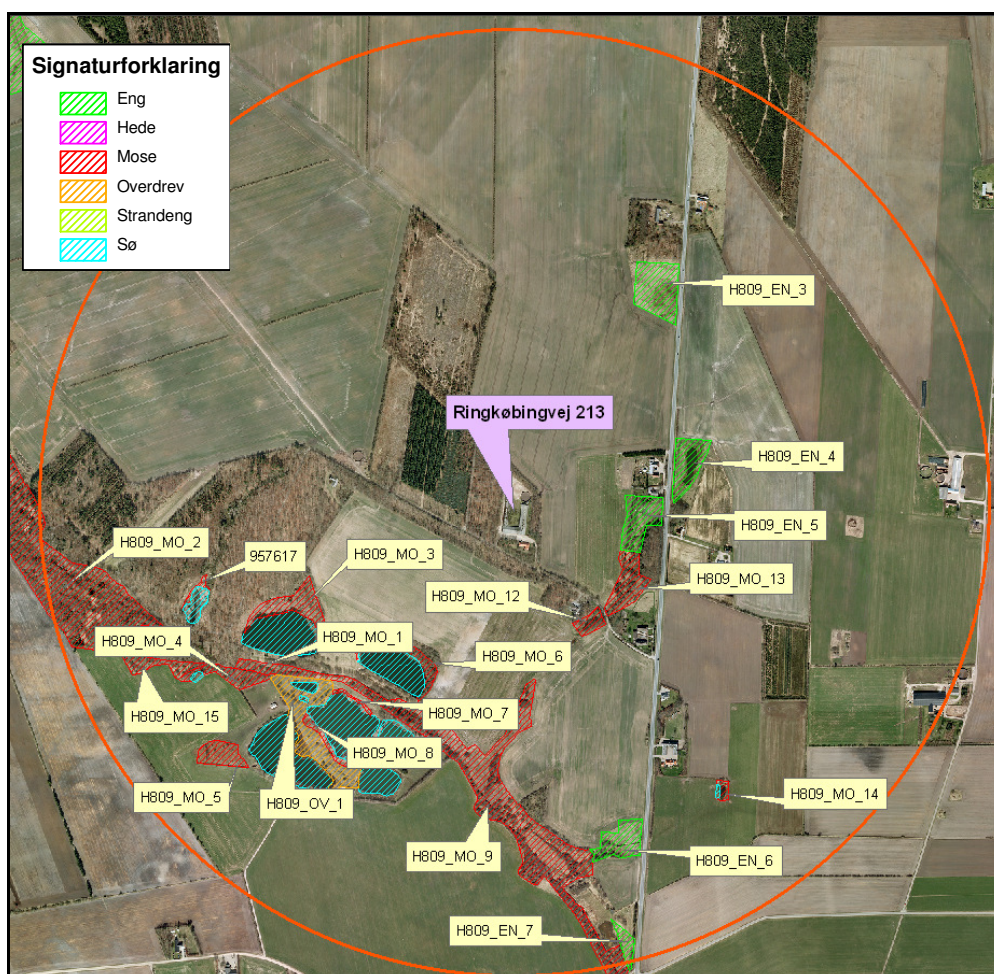 Signaturforklaring
Eng
Hede
Mose
Overdrev
Strandeng
Sø
H809_EN_3
Ringkøbingvej 213
H809_EN_4
H809_EN_5
H809_MO_2
957617
H809_MO_3
H809_MO_13
H809_MO_12
H809_MO_4
H809_MO_1
H809_MO_6
H809_MO_15
H809_MO_7
H809_MO_8
H809_MO_5
H809_OV_1
H809_MO_14
H809_MO_9
H809_EN_6
H809_EN_7